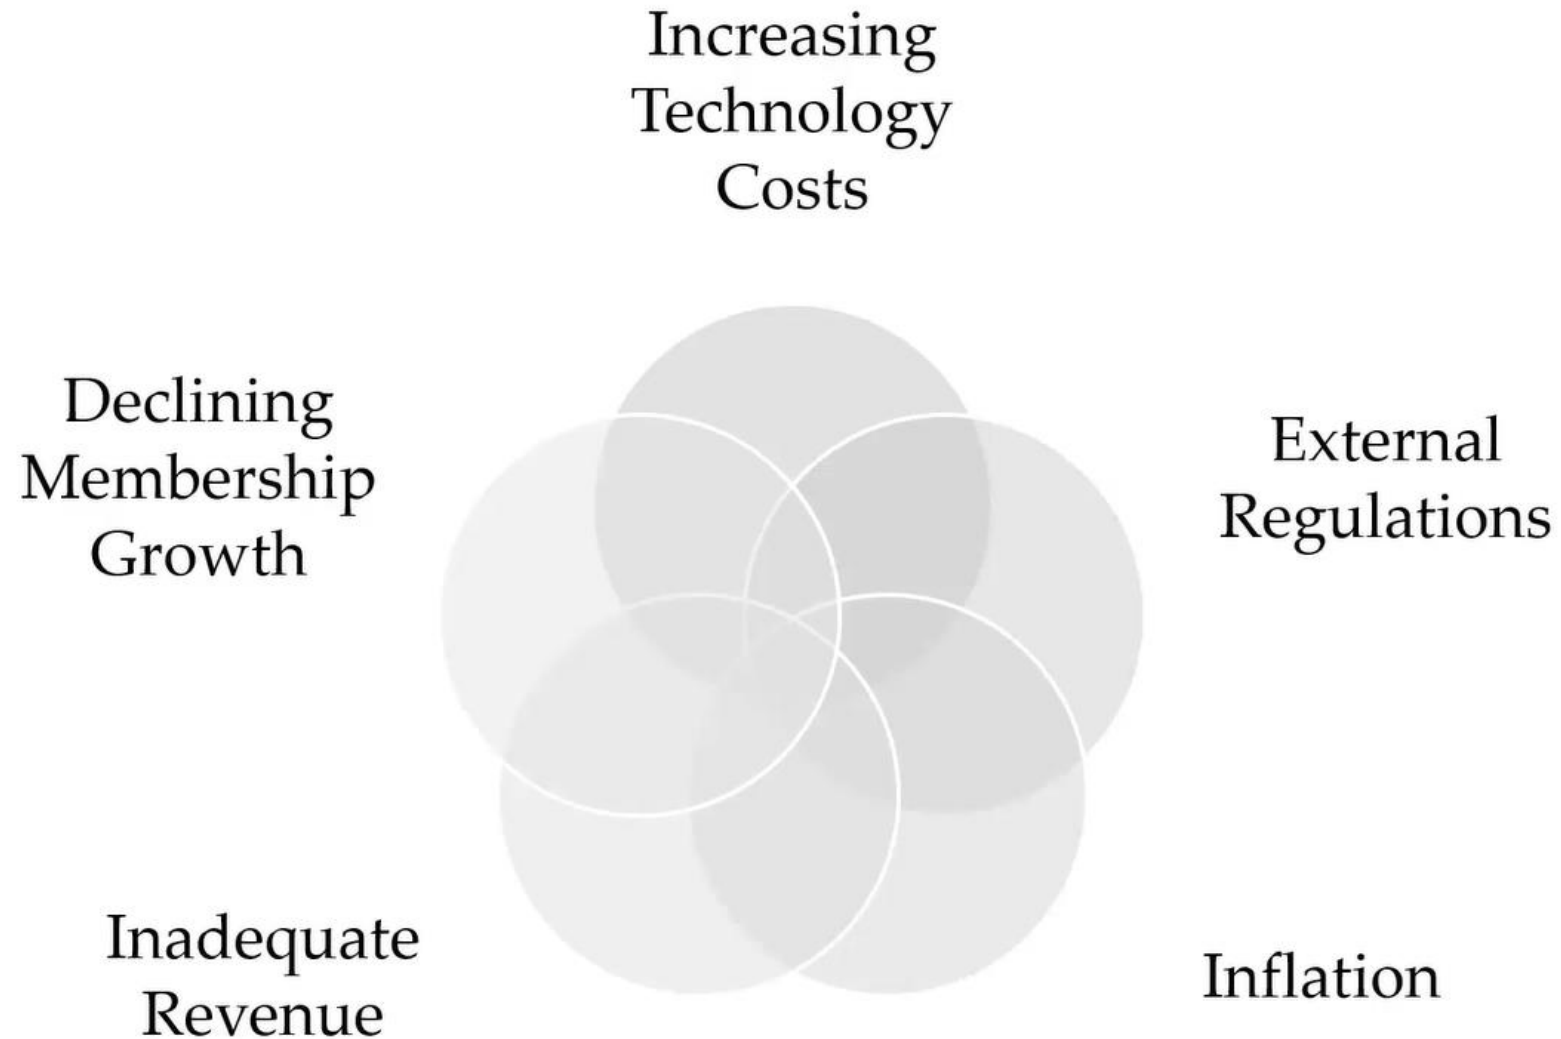 Increasing
Technology
Costs
Declining
Membership
Growth
External
Regulations
Inadequate
Revenue
Inflation